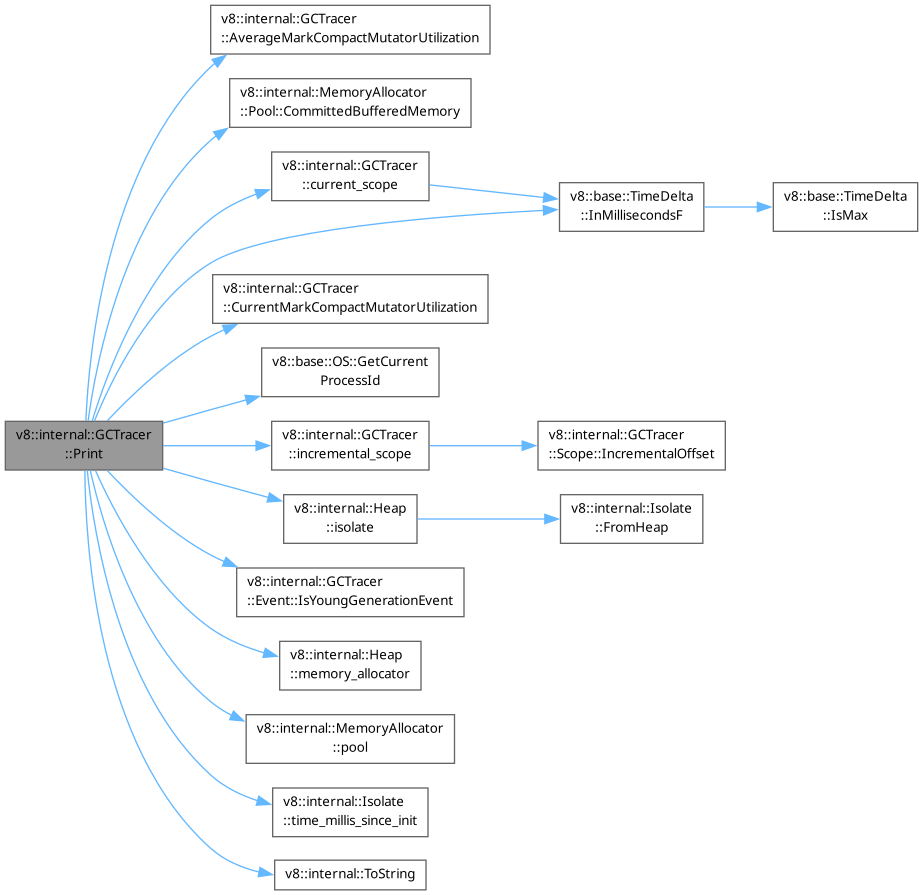 v8::internal::GCTracer
::AverageMarkCompactMutatorUtilization
v8::internal::MemoryAllocator
::Pool::CommittedBufferedMemory
v8::internal::GCTracer
::current_scope
v8::base::TimeDelta
::InMillisecondsF
v8::base::TimeDelta
::IsMax
v8::internal::GCTracer
::CurrentMarkCompactMutatorUtilization
v8::base::OS::GetCurrent
ProcessId
v8::internal::GCTracer
::Print
v8::internal::GCTracer
::incremental_scope
v8::internal::GCTracer
::Scope::IncrementalOffset
v8::internal::Heap
::isolate
v8::internal::Isolate
::FromHeap
v8::internal::GCTracer
::Event::IsYoungGenerationEvent
v8::internal::Heap
::memory_allocator
v8::internal::MemoryAllocator
::pool
v8::internal::Isolate
::time_millis_since_init
v8::internal::ToString